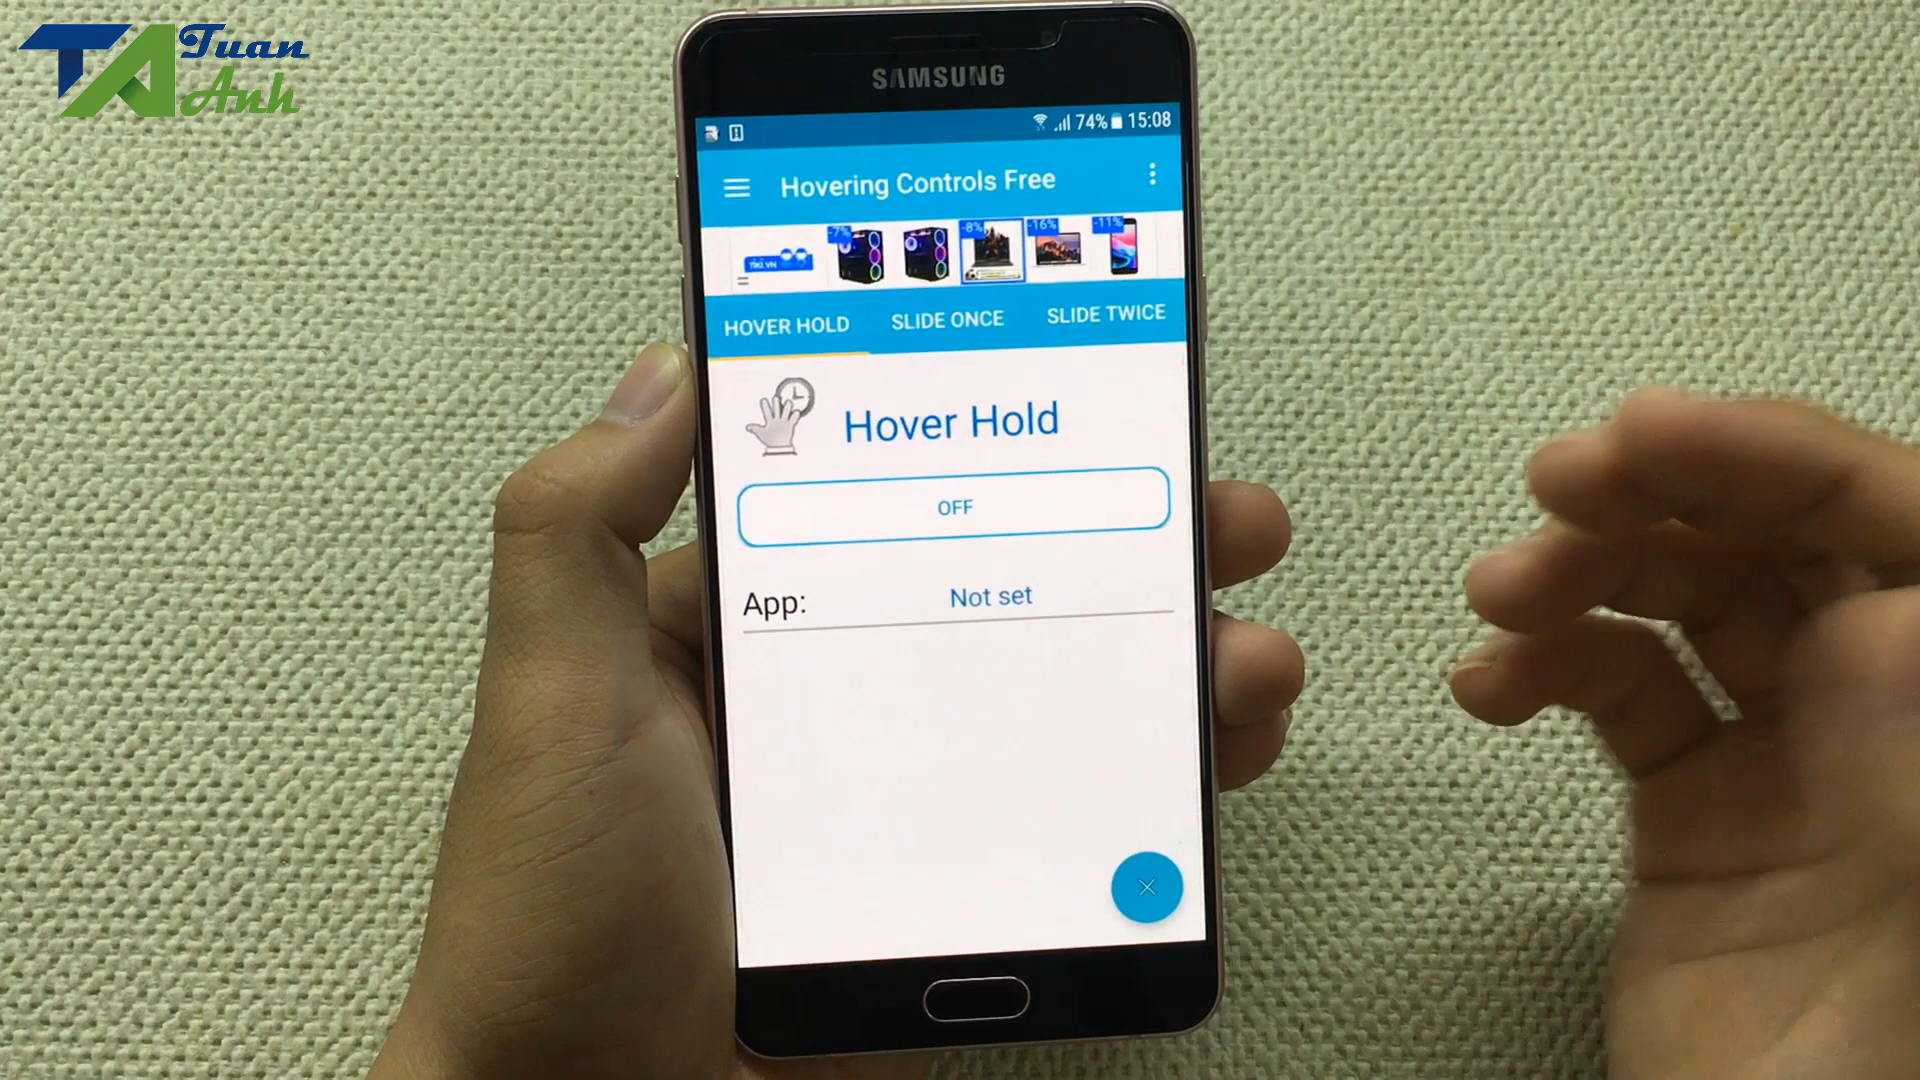 Tuan
Anh
SAMSUNG
74% 15:08
Hovering Controls Free
-7% -8% -16% -11%
TIKI.VN
HOVER HOLD SLIDE ONCE SLIDE TWICE
Hover Hold
OFF
App: Not set